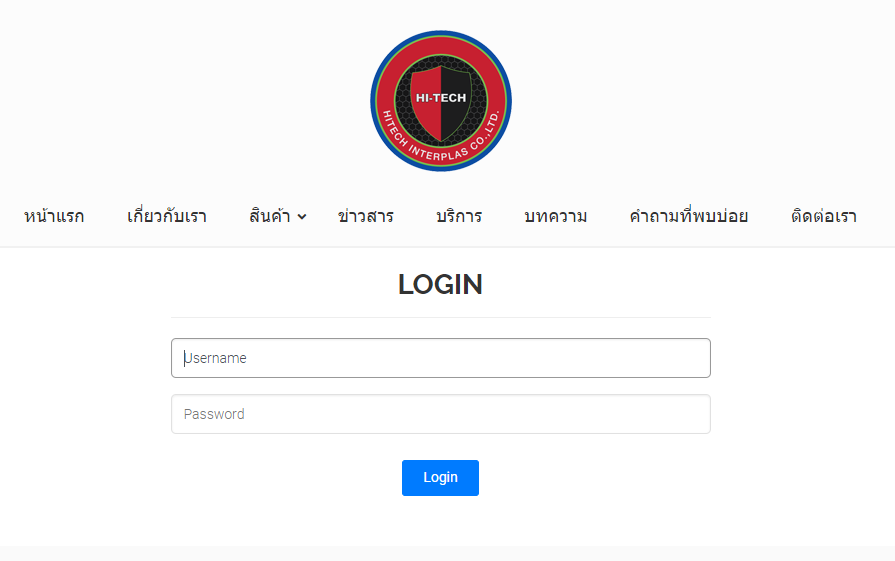 HI-TECH
HITECH INTERPLAS CO.,LTD.
หน้าแรก เกี่ยวกับเรา สินค้า ข่าวสาร บริการ บทความ คำถามที่พบบ่อย ติดต่อเรา
LOGIN
Username
Password
Login